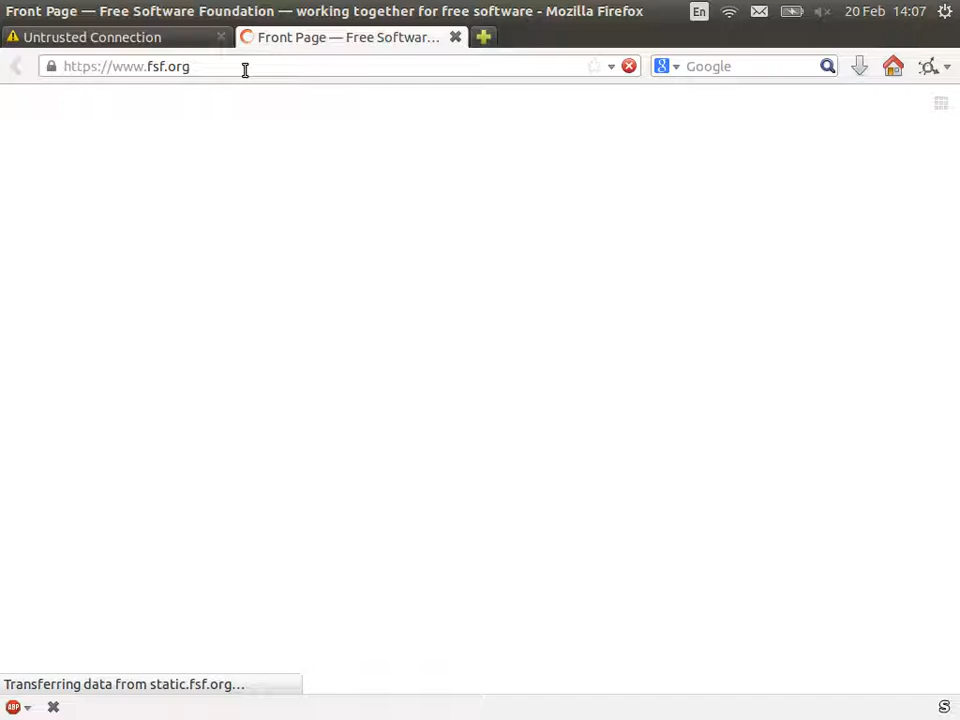 Front Page — Free Software Foundation — working together for free software - Mozilla Firefox
En
20 Feb 14:07
Untrusted Connection
Front Page — Free Softwar...
https://www.fsf.org
Google
Transferring data from static.fsf.org...
ABP
S